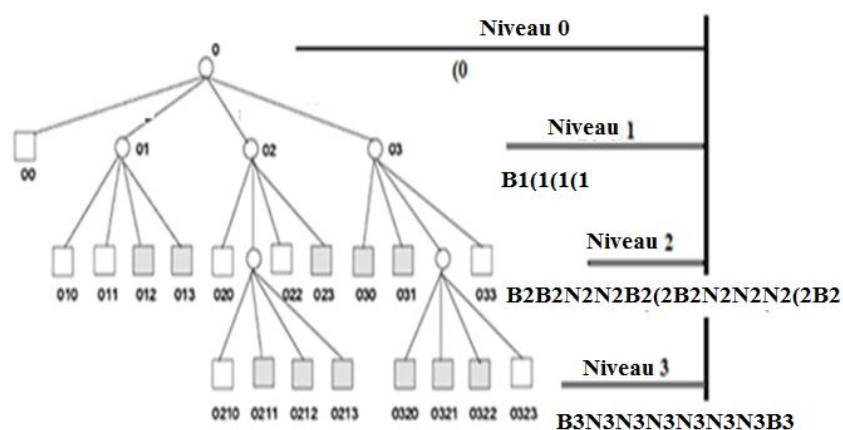 Niveau 0
0
(0
Niveau 1
01 02 03
00
B1(1(1(1
Niveau 2
010 011 012 013 020 022 023 030 031 033
B2B2N2N2B2(2B2N2N2N2(2B2
Niveau 3
0210 0211 0212 0213 0320 0321 0322 0323
B3N3N3N3N3N3N3B3